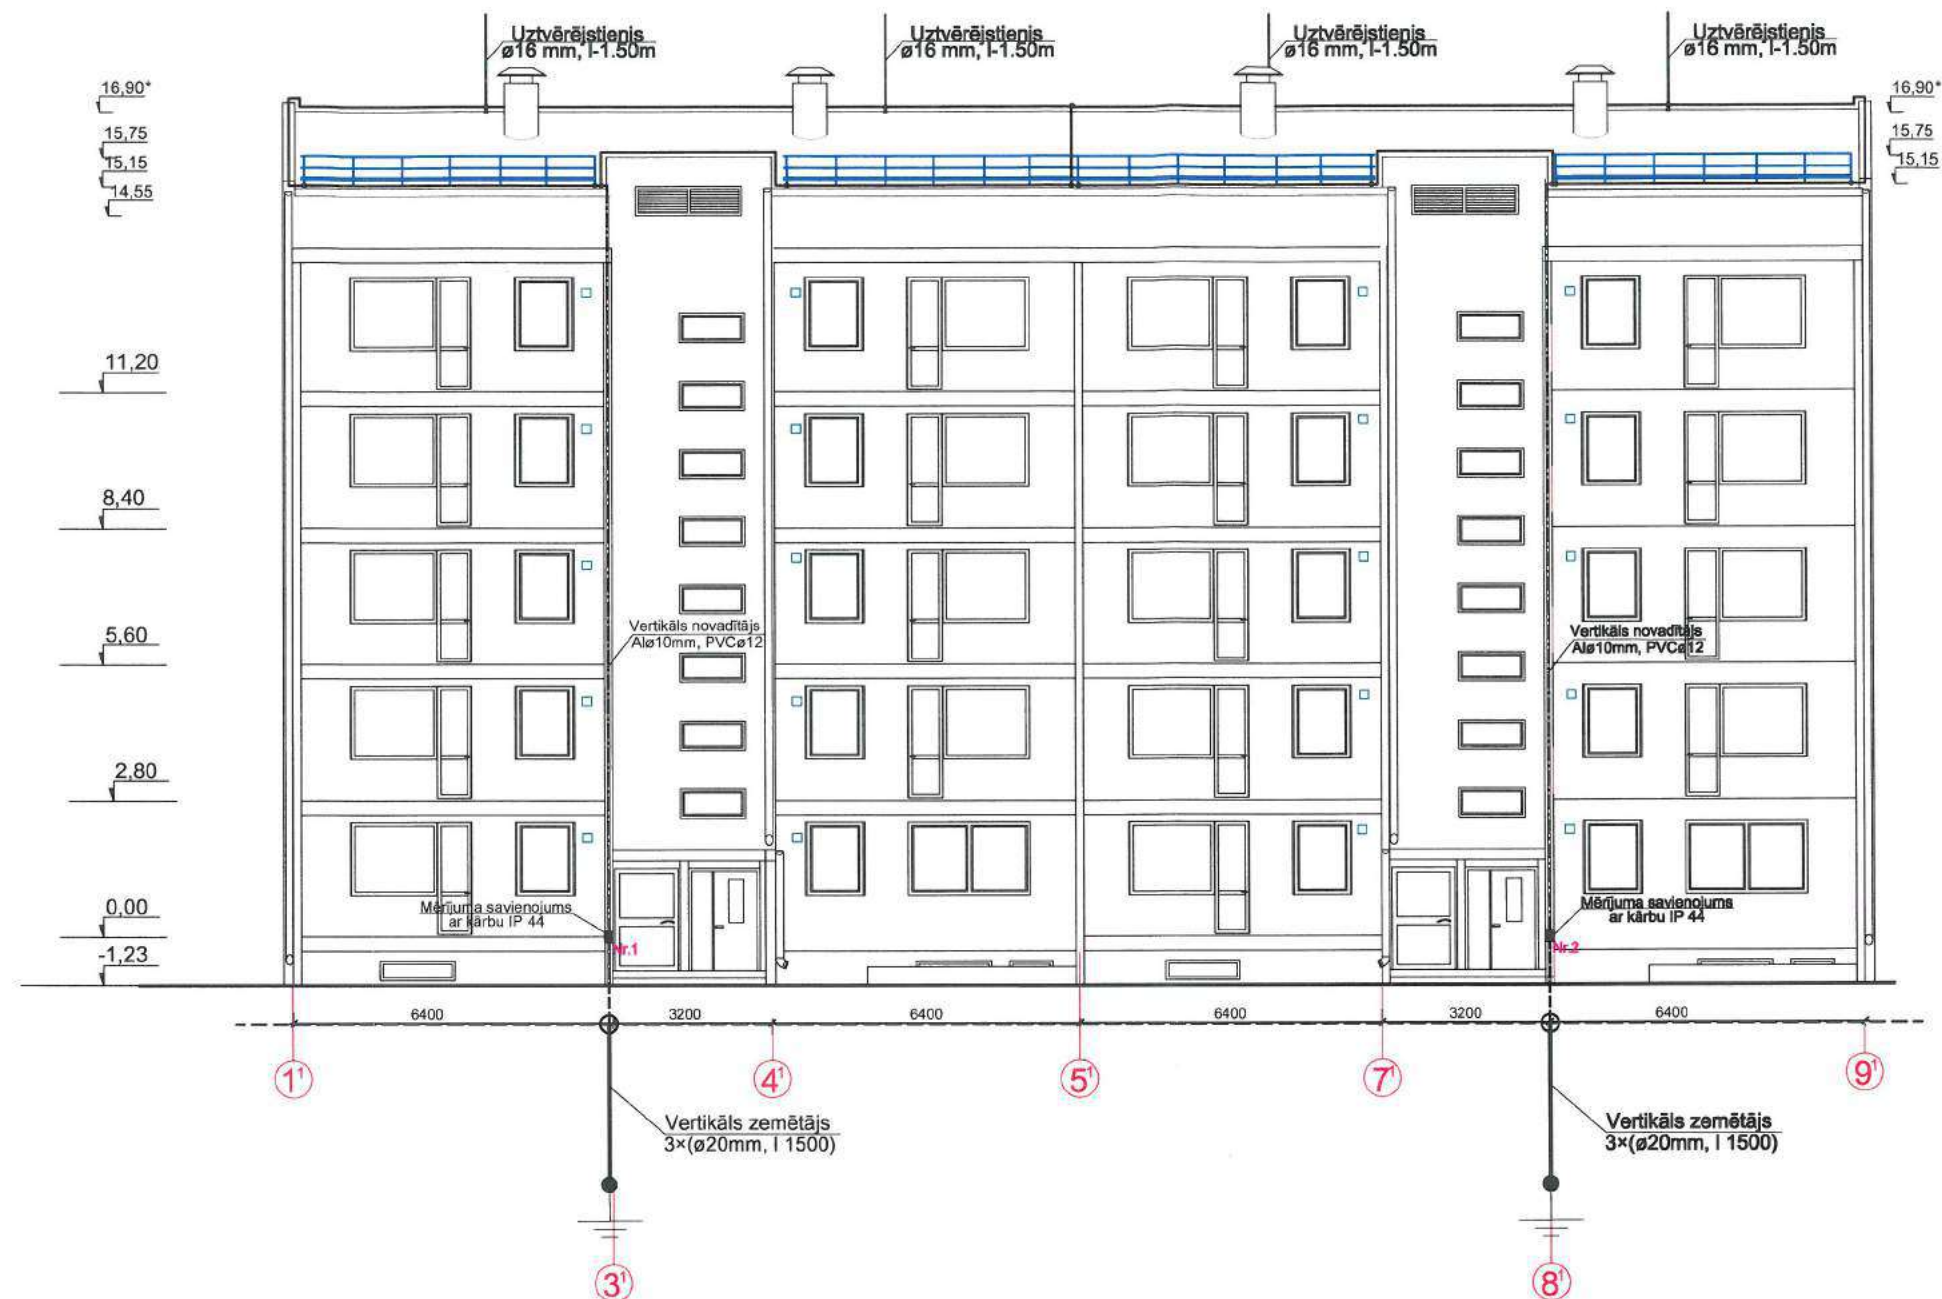 Uztvērējstienis
ø16 mm, l-1.50m
Uztvērējstienis
ø16 mm, l-1.50m
Uztvērējstienis
ø16 mm, l-1.50m
Uztvērējstienis
ø16 mm, l-1.50m
16,90*
15,75
15,15
14,55
16,90*
15,75
15,15
11,20
8,40
5,60
2,80
0,00
-1,23
Vertikāls novadītājs
Alø10mm, PVCø12
Vertikāls novadītājs
Alø10mm, PVCø12
Mērījuma savienojums
ar kārbu IP 44
Nr.1
Mērījuma savienojums
ar kārbu IP 44
Nr.2
6400
3200
6400
6400
3200
6400
1¹
4¹
5¹
7¹
9¹
Vertikāls zemētājs
3×(ø20mm, l 1500)
Vertikāls zemētājs
3×(ø20mm, l 1500)
3¹
8¹